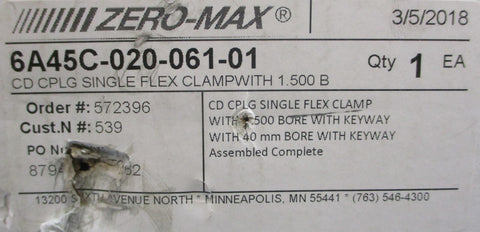 ZERO-MAX®
3/5/2018
6A45C-020-061-01
CD CPLG SINGLE FLEX CLAMPWITH 1.500 B
Qty 1 EA
Order #: 572396
Cust.N #: 539
PO
CD CPLG SINGLE FLEX CLAMP
WITH .500 BORE WITH KEYWAY
WITH 40 mm BORE WITH KEYWAY
Assembled Complete
13200 AVENUE NORTH * MINNEAPOLIS, MN 55441 * (763) 546-4300